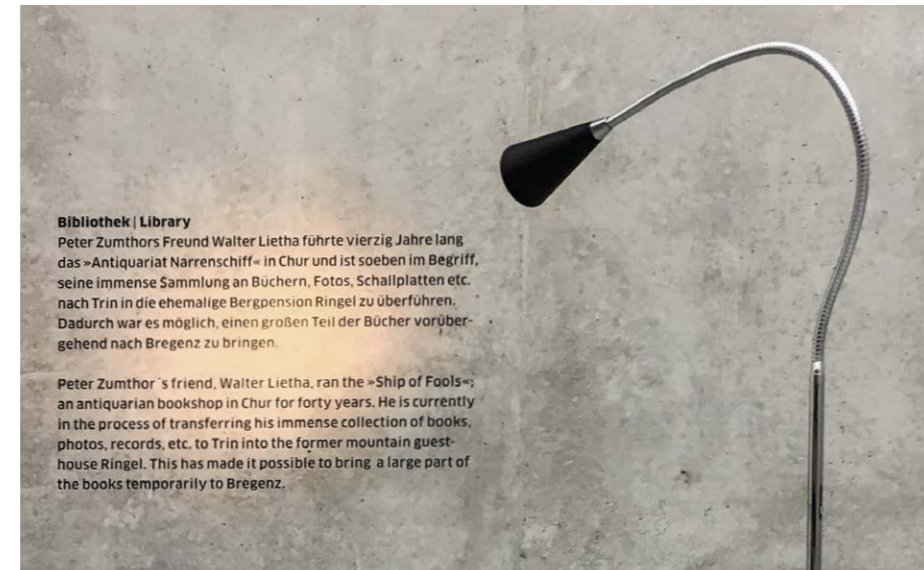 Bibliothek | Library
Peter Zumthors Freund Walter Lietha führte vierzig Jahre lang
das »Antiquariat Narrenschiff« in Chur und ist soeben im Begriff,
seine immense Sammlung an Büchern, Fotos, Schallplatten etc.
nach Trin in die ehemalige Bergpension Ringel zu überführen.
Dadurch war es möglich, einen großen Teil der Bücher vorüber-
gehend nach Bregenz zu bringen.
Peter Zumthor´s friend, Walter Lietha, ran the »Ship of Fools«;
an antiquarian bookshop in Chur for forty years. He is currently
in the process of transferring his immense collection of books,
photos, records, etc. to Trin into the former mountain guest-
house Ringel. This has made it possible to bring a large part of
the books temporarily to Bregenz.